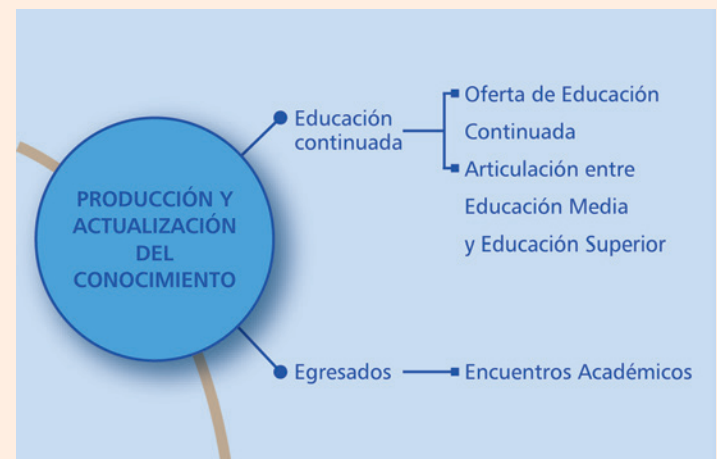 PRODUCCIÓN Y
ACTUALIZACIÓN
DEL
CONOCIMIENTO
Educación
continuada
Oferta de Educación
Continuada
Articulación entre
Educación Media
y Educación Superior
Egresados
Encuentros Académicos